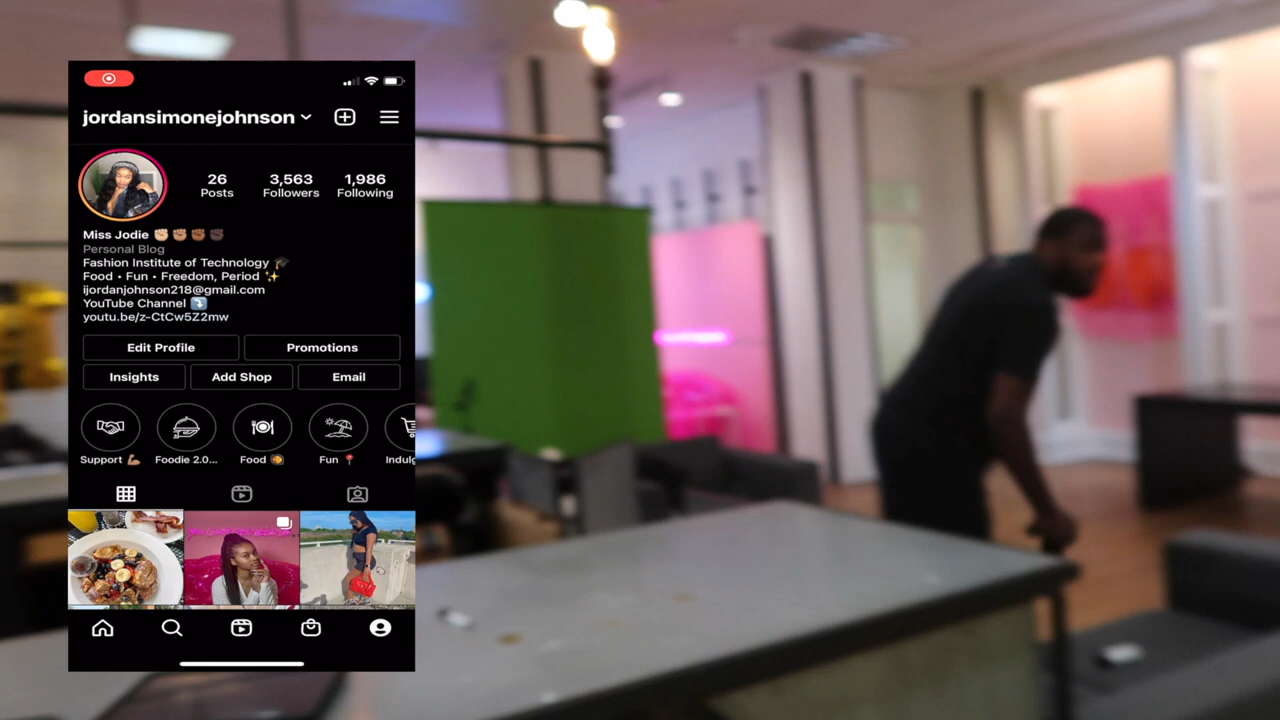 jordansimonejohnson
26 3,563 1,986
Posts Followers Following
Miss Jodie ✊🏼✊🏽✊🏾✊🏿
Personal Blog
Fashion Institute of Technology 🎓
Food • Fun • Freedom, Period ✨
ijordanjohnson218@gmail.com
YouTube Channel ⤵️
youtu.be/z-CtCw5Z2mw
Edit Profile Promotions
Insights Add Shop Email
Support 💪🏽 Foodie 2.0... Food 🥘 Fun 📍 Indulg